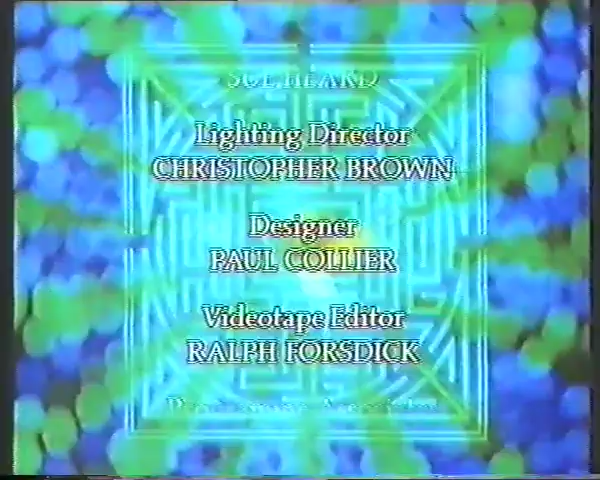 SUE HEARD
Lighting Director
CHRISTOPHER BROWN
Designer
PAUL COLLIER
Videotape Editor
RALPH FORSDICK